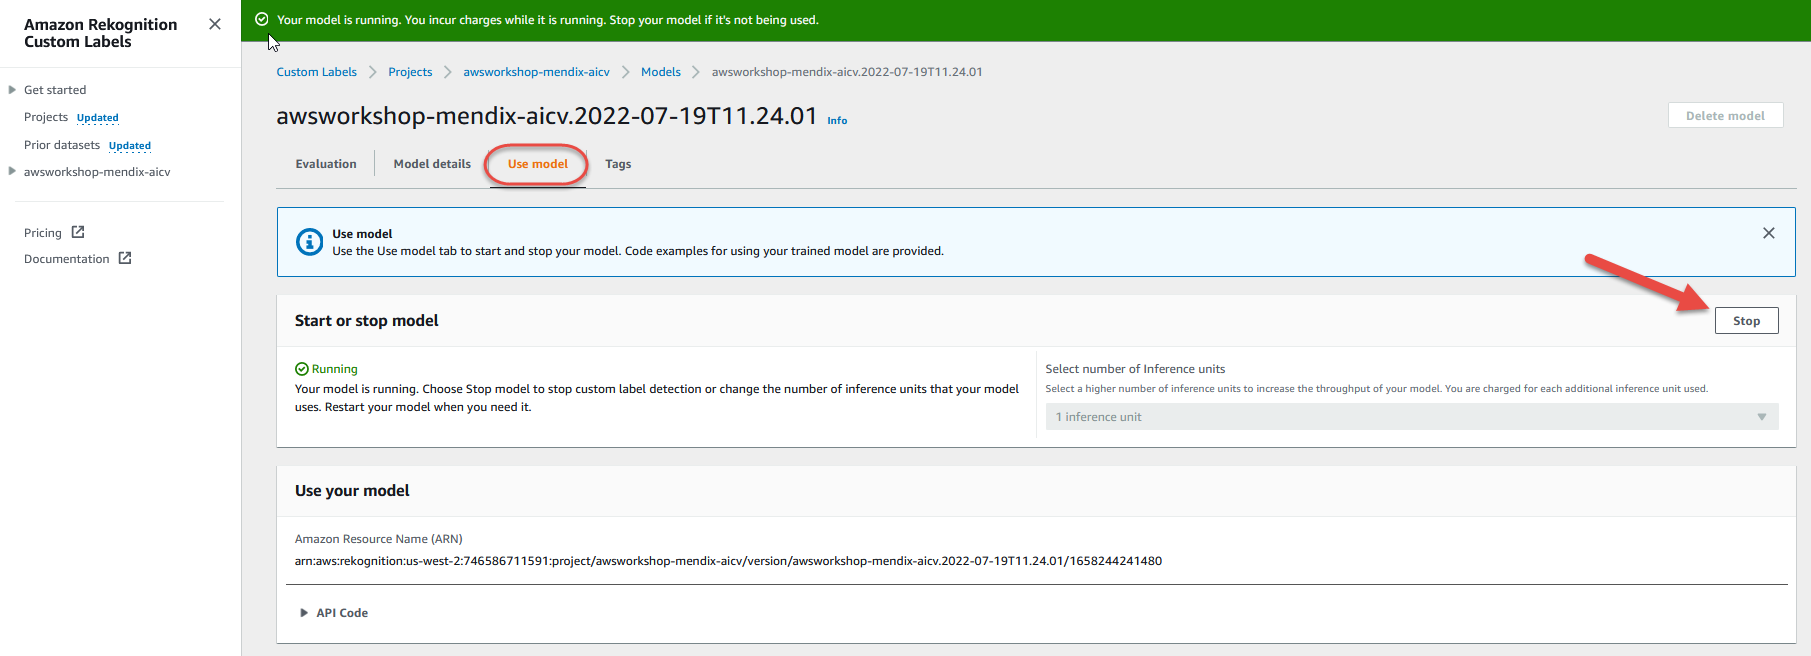 Amazon Rekognition
Custom Labels
Get started
Projects Updated
Prior datasets Updated
awsworkshop-mendix-aicv
Pricing
Documentation
Your model is running. You incur charges while it is running. Stop your model if it's not being used.
Custom Labels Projects awsworkshop-mendix-aicv Models awsworkshop-mendix-aicv.2022-07-19T11.24.01
awsworkshop-mendix-aicv.2022-07-19T11.24.01 Info
Delete model
Evaluation Model details Use model Tags
Use model
Use the Use model tab to start and stop your model. Code examples for using your trained model are provided.
Start or stop model
Stop
Running
Your model is running. Choose Stop model to stop custom label detection or change the number of inference units that your model
uses. Restart your model when you need it.
Select number of Inference units
Select a higher number of inference units to increase the throughput of your model. You are charged for each additional inference unit used.
1 inference unit
Use your model
Amazon Resource Name (ARN)
arn:aws:rekognition:us-west-2:746586711591:project/awsworkshop-mendix-aicv/version/awsworkshop-mendix-aicv.2022-07-19T11.24.01/1658244241480
API Code